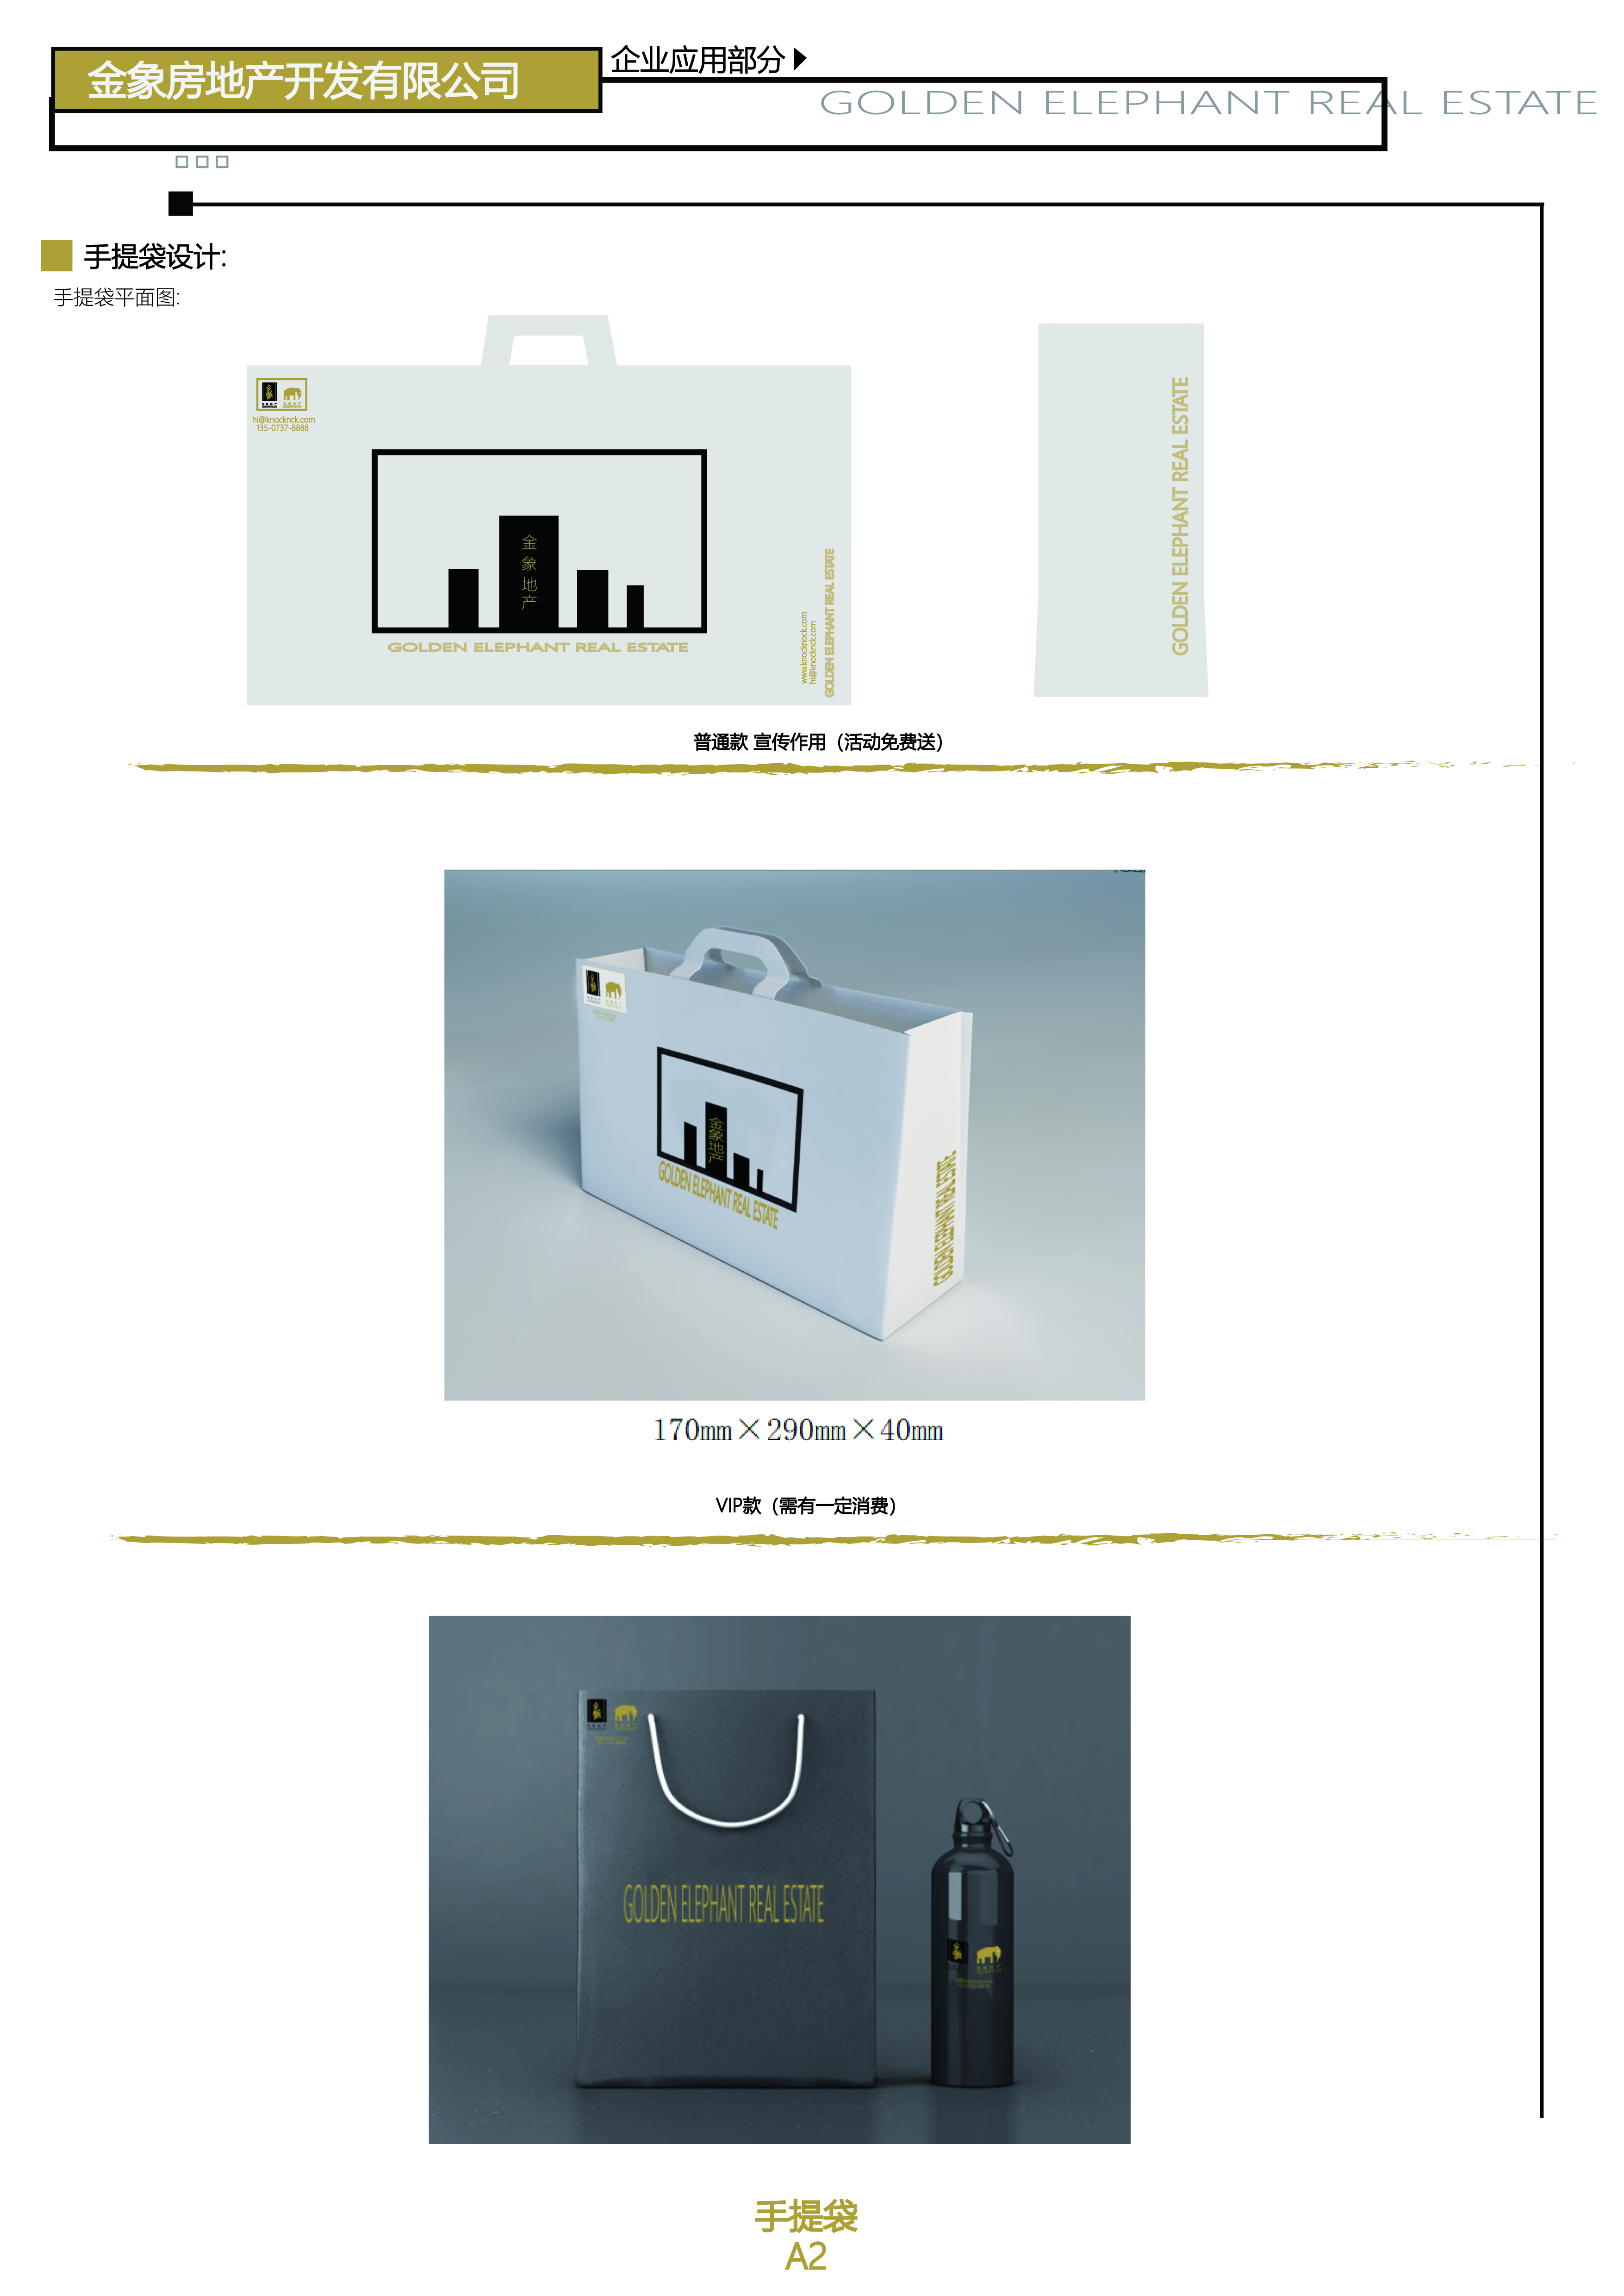 金象房地产开发有限公司
企业应用部分
GOLDEN ELEPHANT REAL ESTATE
手提袋设计:
手提袋平面图:
hi@knocknck.com
135-0737-8888
金象地产
GOLDEN ELEPHANT REAL ESTATE
www.knocknock.com
hi@knocknck.com
GOLDEN ELEPHANT REAL ESTATE
GOLDEN ELEPHANT REAL ESTATE
普通款 宣传作用（活动免费送）
金象地产
GOLDEN ELEPHANT REAL ESTATE
GOLDEN ELEPHANT REAL ESTATE
170mm×290mm×40mm
VIP款（需有一定消费）
GOLDEN ELEPHANT REAL ESTATE
手提袋
A2